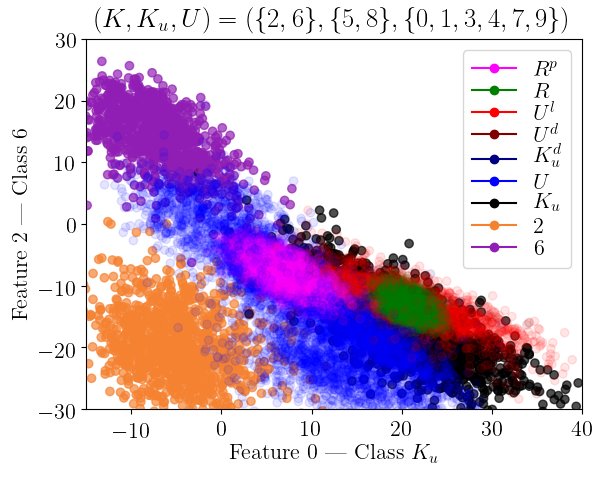 (K, K_u, U) = ({2, 6}, {5, 8}, {0, 1, 3, 4, 7, 9})
30
20
10
0
−10
−20
−30
Feature 2 — Class 6
R^p
R
U^l
U^d
K_u^d
U
K_u
2
6
−10
0
10
20
30
40
Feature 0 — Class K_u